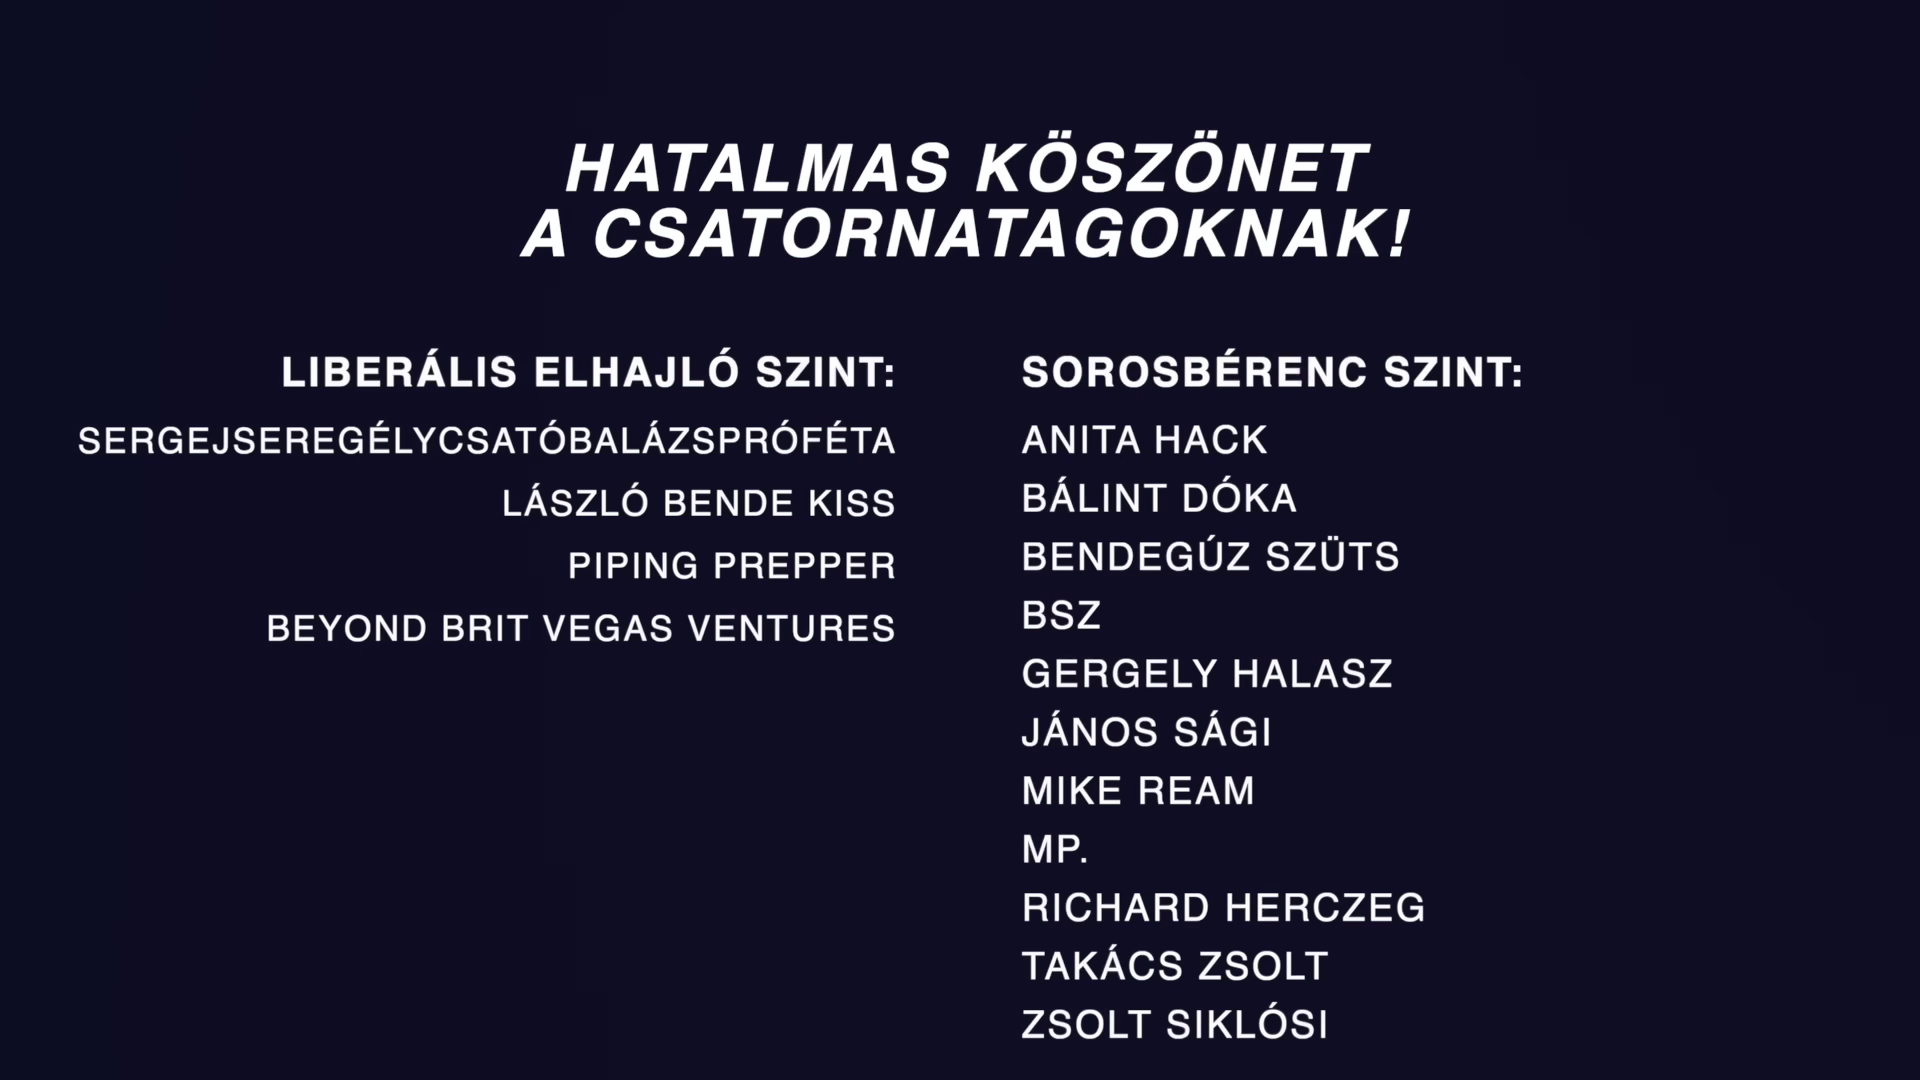 HATALMAS KÖSZÖNET
A CSATORNATAGOKNAK!
LIBERÁLIS ELHAJLÓ SZINT:
SERGEJSEREGÉLYCSATÓBALÁZSPRÓFÉTA
LÁSZLÓ BENDE KISS
PIPING PREPPER
BEYOND BRIT VEGAS VENTURES
SOROSBÉRENC SZINT:
ANITA HACK
BÁLINT DÓKA
BENDEGÚZ SZÜTS
BSZ
GERGELY HALASZ
JÁNOS SÁGI
MIKE REAM
MP.
RICHARD HERCZEG
TAKÁCS ZSOLT
ZSOLT SIKLÓSI